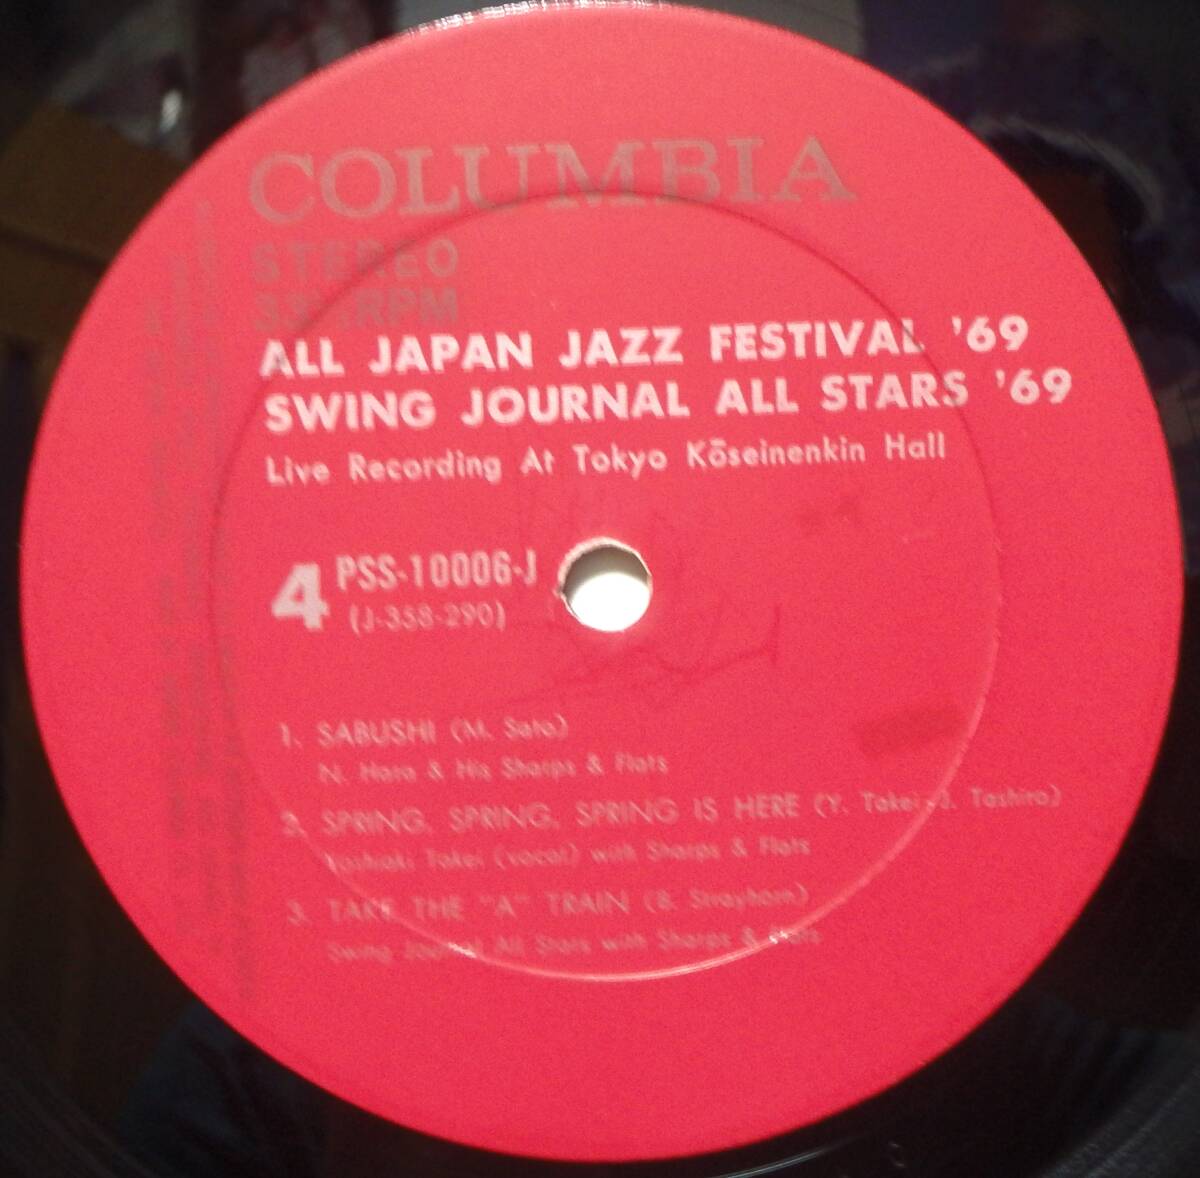 COLUMBIA
STEREO
33⅓ RPM
ALL JAPAN JAZZ FESTIVAL '69
SWING JOURNAL ALL STARS '69
Live Recording At Tokyo Kōseinenkin Hall
4 PSS-10006-J
(J-358-290)
1. SABUSHI (M. Sato)
N. Hara & His Sharps & Flats
2. SPRING, SPRING, SPRING IS HERE (Y. Takei-J. Tashiro)
Yoshiaki Takei (vocal) with Sharps & Flats
3. TAKE THE "A" TRAIN (B. Strayhorn)
Swing Journal All Stars with Sharps & Flats